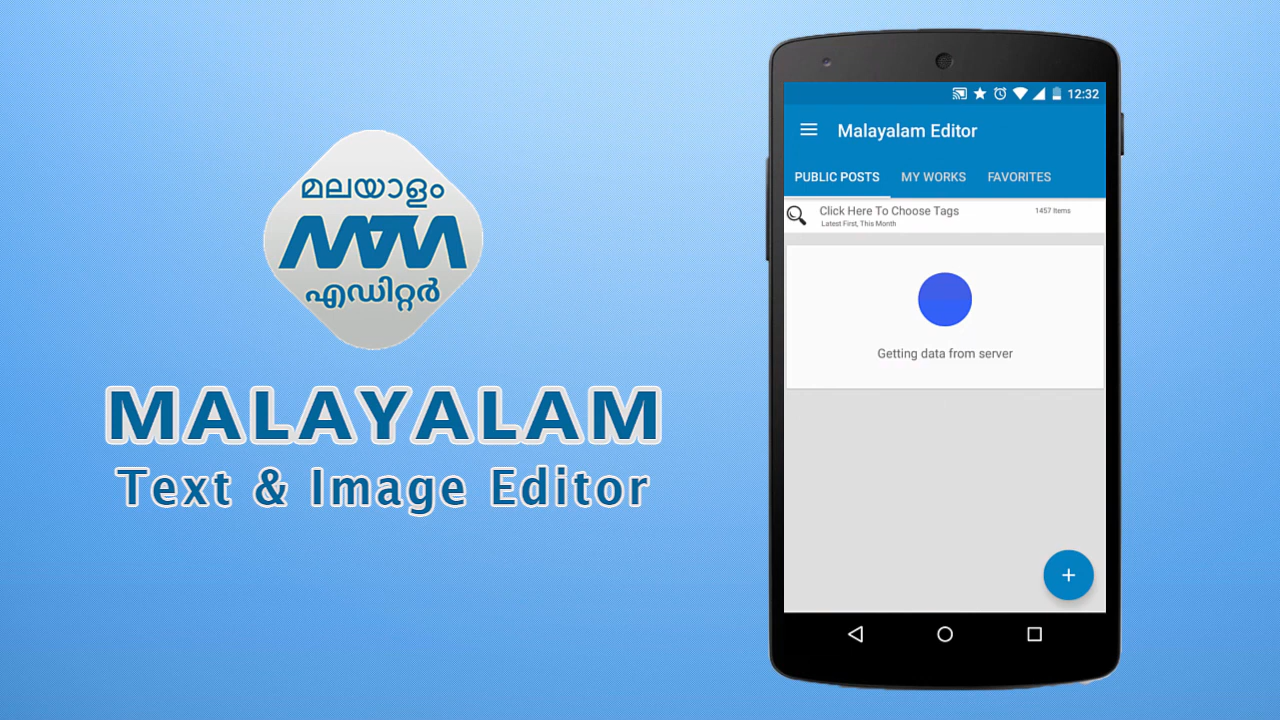 മലയാളം
MAM
എഡിറ്റർ
MALAYALAM
Text & Image Editor
12:32
Malayalam Editor
PUBLIC POSTS MY WORKS FAVORITES
Click Here To Choose Tags 1457 Items
Latest First, This Month
Getting data from server
+